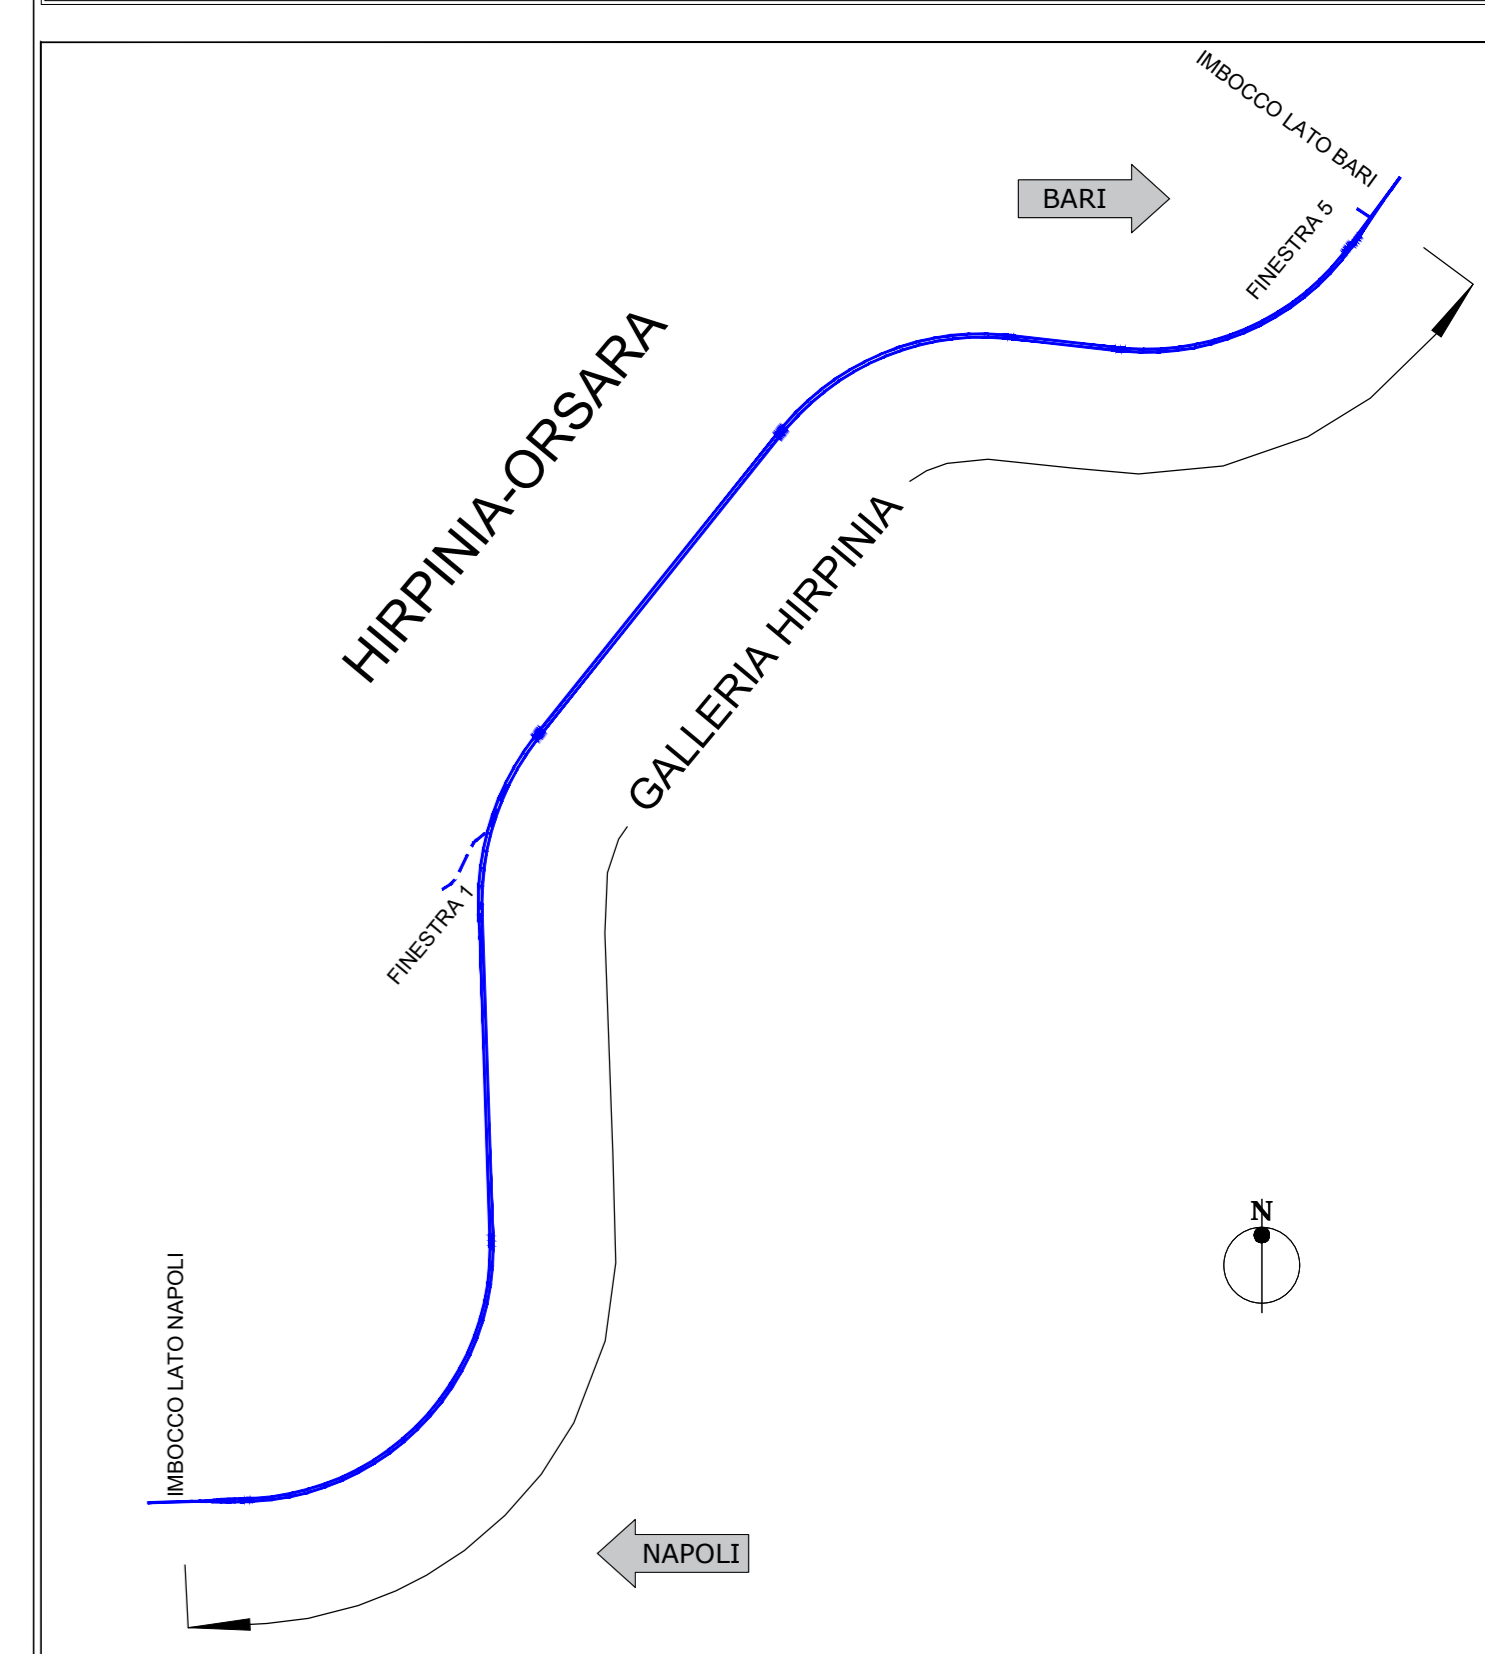 IMBOCCO LATO BARI
BARI
FINESTRA 5
HIRPINIA-ORSARA
GALLERIA HIRPINIA
FINESTRA 1
N
IMBOCCO LATO NAPOLI
NAPOLI